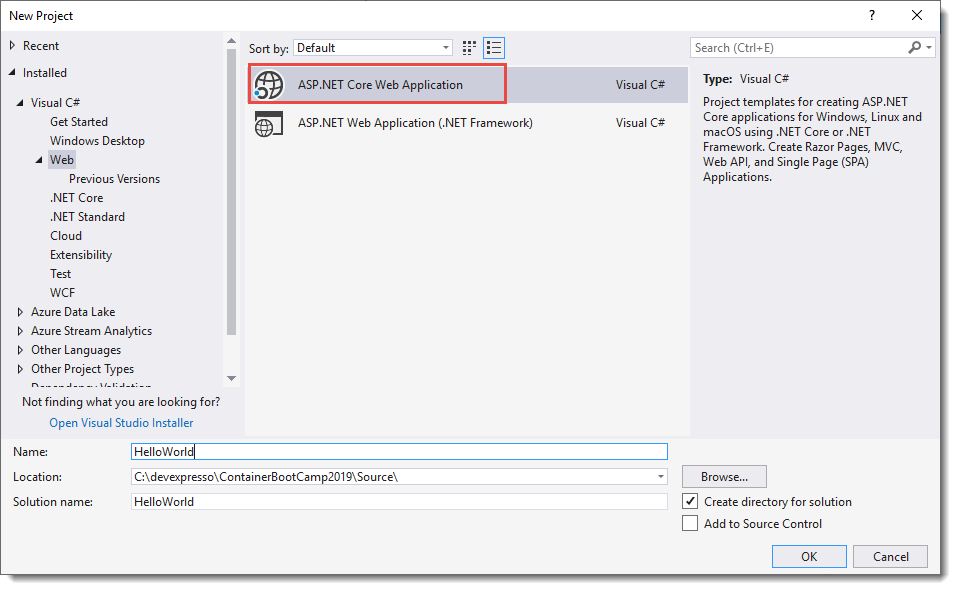 New Project
?
Recent
Installed
Visual C#
Get Started
Windows Desktop
Web
Previous Versions
.NET Core
.NET Standard
Cloud
Extensibility
Test
WCF
Azure Data Lake
Azure Stream Analytics
Other Languages
Other Project Types
Dependency Validation
Not finding what you are looking for?
Open Visual Studio Installer
Sort by: Default
ASP.NET Core Web Application Visual C#
ASP.NET Web Application (.NET Framework) Visual C#
Search (Ctrl+E)
Type: Visual C#
Project templates for creating ASP.NET
Core applications for Windows, Linux and
macOS using .NET Core or .NET
Framework. Create Razor Pages, MVC,
Web API, and Single Page (SPA)
Applications.
Name: HelloWorld
Location: C:\devexpresso\ContainerBootCamp2019\Source\
Browse...
Solution name: HelloWorld
Create directory for solution
Add to Source Control
OK Cancel